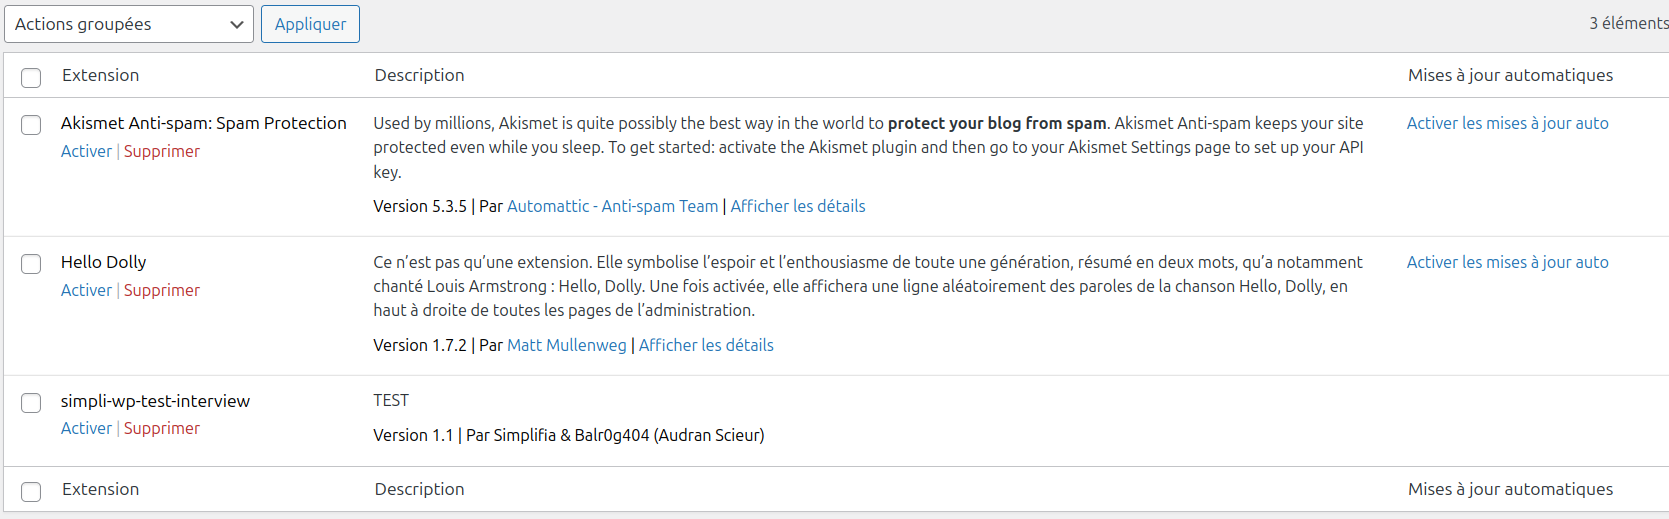 Actions groupées
Appliquer
3 éléments
Extension
Description
Mises à jour automatiques
Akismet Anti-spam: Spam Protection
Activer | Supprimer
Used by millions, Akismet is quite possibly the best way in the world to protect your blog from spam. Akismet Anti-spam keeps your site
protected even while you sleep. To get started: activate the Akismet plugin and then go to your Akismet Settings page to set up your API
key.
Version 5.3.5 | Par Automattic - Anti-spam Team | Afficher les détails
Activer les mises à jour auto
Hello Dolly
Activer | Supprimer
Ce n’est pas qu’une extension. Elle symbolise l’espoir et l’enthousiasme de toute une génération, résumé en deux mots, qu’a notamment
chanté Louis Armstrong : Hello, Dolly. Une fois activée, elle affichera une ligne aléatoirement des paroles de la chanson Hello, Dolly, en
haut à droite de toutes les pages de l’administration.
Version 1.7.2 | Par Matt Mullenweg | Afficher les détails
Activer les mises à jour auto
simpli-wp-test-interview
Activer | Supprimer
TEST
Version 1.1 | Par Simplifia & Balr0g404 (Audran Scieur)
Extension
Description
Mises à jour automatiques